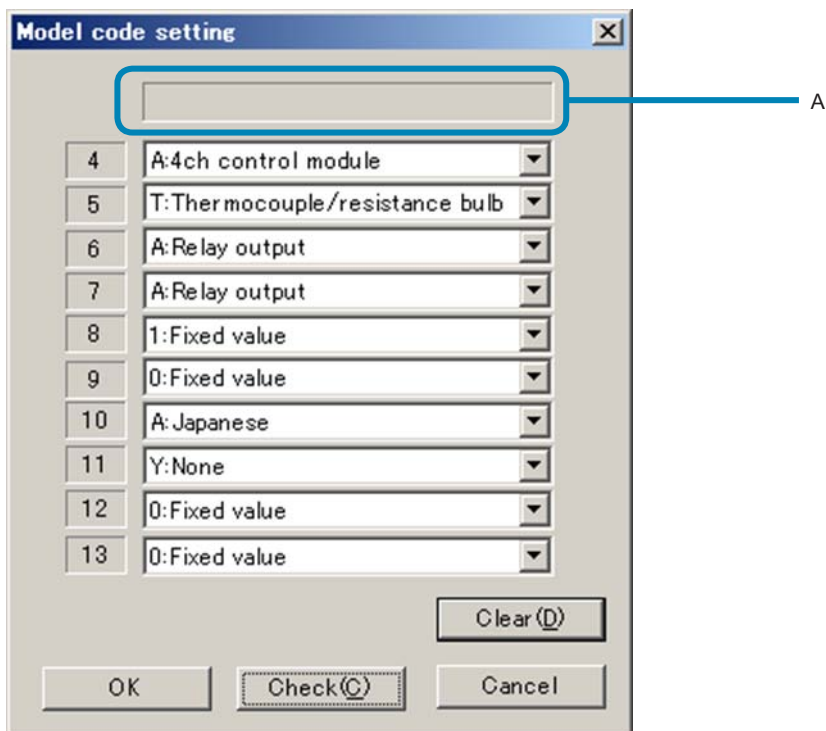 Model code setting
A
4 A:4ch control module
5 T:Thermocouple/resistance bulb
6 A:Relay output
7 A:Relay output
8 1:Fixed value
9 0:Fixed value
10 A:Japanese
11 Y:None
12 0:Fixed value
13 0:Fixed value
Clear(D)
OK Check(C) Cancel